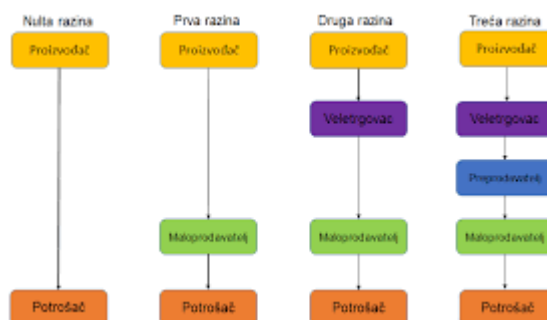 Nulta razina
Prva razina
Druga razina
Treća razina
Proizvođač
Proizvođač
Proizvođač
Proizvođač
Veletrgovac
Veletrgovac
Preprodavatelj
Maloprodavatelj
Maloprodavatelj
Maloprodavatelj
Potrošač
Potrošač
Potrošač
Potrošač